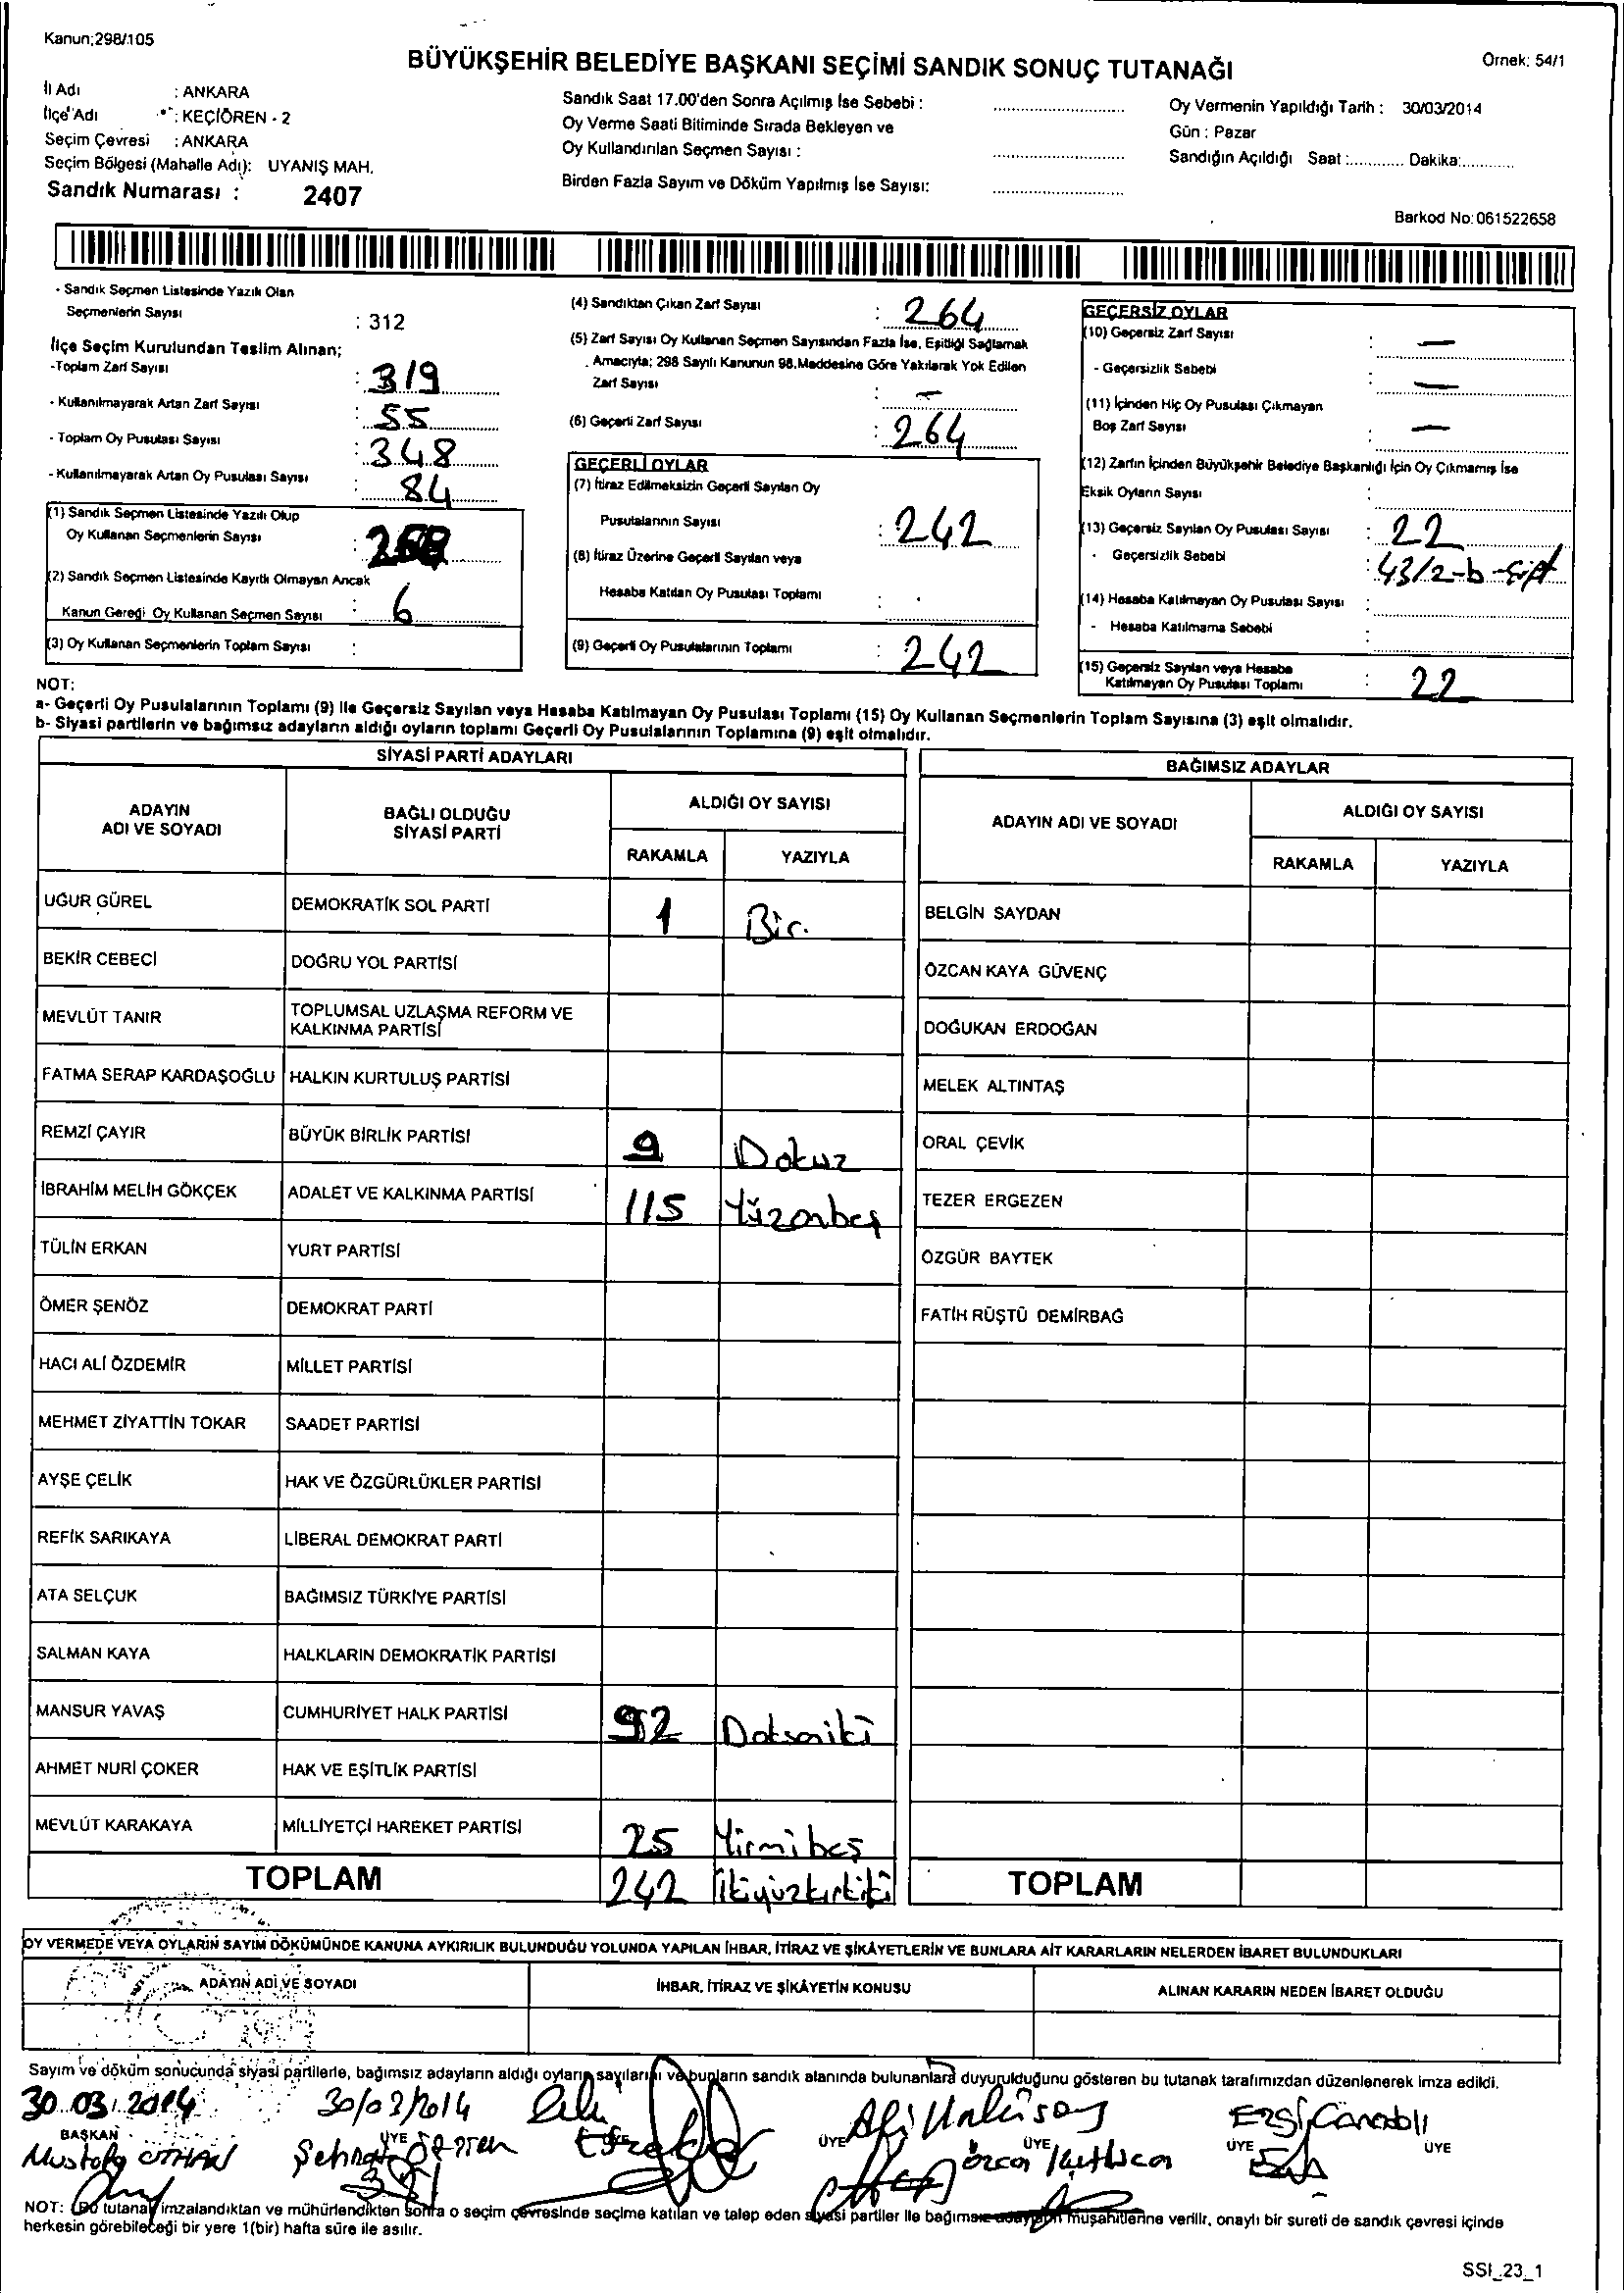 Kanun;298/105
BÜYÜKŞEHİR BELEDİYE BAŞKANI SEÇİMİ SANDIK SONUÇ TUTANAĞI
Örnek: 54/1
İl Adı : ANKARA
İlçe Adı : KEÇİÖREN - 2
Seçim Çevresi : ANKARA
Seçim Bölgesi (Mahalle Adı): UYANIŞ MAH.
Sandık Numarası : 2407
Sandık Saat 17.00'den Sonra Açılmış İse Sebebi : ..........
Oy Verme Saati Bitiminde Sırada Bekleyen ve
Oy Kullandırılan Seçmen Sayısı : ..........
Birden Fazla Sayım ve Döküm Yapılmış İse Sayısı: ..........
Oy Vermenin Yapıldığı Tarih : 30/03/2014
Gün : Pazar
Sandığın Açıldığı Saat :............ Dakika:............
Barkod No: 061522658
- Sandık Seçmen Listesinde Yazılı Olan
Seçmenlerin Sayısı : 312
İlçe Seçim Kurulundan Teslim Alınan;
-Toplam Zarf Sayısı : 319
- Kullanılmayarak Artan Zarf Sayısı : 55
- Toplam Oy Pusulası Sayısı : 348
- Kullanılmayarak Artan Oy Pusulası Sayısı : 84
(1) Sandık Seçmen Listesinde Yazılı Olup
Oy Kullanan Seçmenlerin Sayısı :
(2) Sandık Seçmen Listesinde Kayıtlı Olmayan Ancak
Kanun Gereği Oy Kullanan Seçmen Sayısı : 6
(3) Oy Kullanan Seçmenlerin Toplam Sayısı :
(4) Sandıktan Çıkan Zarf Sayısı : 264
(5) Zarf Sayısı Oy Kullanan Seçmen Sayısından Fazla İse, Eşitliği Sağlamak
Amacıyla; 298 Sayılı Kanunun 98.Maddesine Göre Yakılarak Yok Edilen
Zarf Sayısı : —
(6) Geçerli Zarf Sayısı : 264
GEÇERLİ OYLAR
(7) İtiraz Edilmeksizin Geçerli Sayılan Oy
Pusulalarının Sayısı : 242
(8) İtiraz Üzerine Geçerli Sayılan veya
Hesaba Katılan Oy Pusulası Toplamı :
(9) Geçerli Oy Pusulalarının Toplamı : 242
GEÇERSİZ OYLAR
(10) Geçersiz Zarf Sayısı : —
- Geçersizlik Sebebi : —
(11) İçinden Hiç Oy Pusulası Çıkmayan
Boş Zarf Sayısı : —
(12) Zarfın İçinden Büyükşehir Belediye Başkanlığı İçin Oy Çıkmamış İse
Eksik Oyların Sayısı :
(13) Geçersiz Sayılan Oy Pusulası Sayısı : 22
- Geçersizlik Sebebi : 43/2-b-Çift
(14) Hesaba Katılmayan Oy Pusulası Sayısı :
- Hesaba Katılmama Sebebi :
(15) Geçersiz Sayılan veya Hesaba
Katılmayan Oy Pusulası Toplamı : 22
NOT:
a- Geçerli Oy Pusulalarının Toplamı (9) İle Geçersiz Sayılan veya Hesaba Katılmayan Oy Pusulası Toplamı (15) Oy Kullanan Seçmenlerin Toplam Sayısına (3) eşit olmalıdır.
b- Siyasi partilerin ve bağımsız adayların aldığı oyların toplamı Geçerli Oy Pusulalarının Toplamına (9) eşit olmalıdır.
SİYASİ PARTİ ADAYLARI
ADAYIN ADI VE SOYADI BAĞLI OLDUĞU SİYASİ PARTİ ALDIĞI OY SAYISI
RAKAMLA YAZIYLA
UĞUR GÜREL DEMOKRATİK SOL PARTİ 1 Bir.
BEKİR CEBECİ DOĞRU YOL PARTİSİ
MEVLÜT TANIR TOPLUMSAL UZLAŞMA REFORM VE KALKINMA PARTİSİ
FATMA SERAP KARDAŞOĞLU HALKIN KURTULUŞ PARTİSİ
REMZİ ÇAYIR BÜYÜK BİRLİK PARTİSİ 9 Dokuz
İBRAHİM MELİH GÖKÇEK ADALET VE KALKINMA PARTİSİ 115 Yüzonbeş
TÜLİN ERKAN YURT PARTİSİ
ÖMER ŞENÖZ DEMOKRAT PARTİ
HACI ALİ ÖZDEMİR MİLLET PARTİSİ
MEHMET ZİYATTİN TOKAR SAADET PARTİSİ
AYŞE ÇELİK HAK VE ÖZGÜRLÜKLER PARTİSİ
REFİK SARIKAYA LİBERAL DEMOKRAT PARTİ
ATA SELÇUK BAĞIMSIZ TÜRKİYE PARTİSİ
SALMAN KAYA HALKLARIN DEMOKRATİK PARTİSİ
MANSUR YAVAŞ CUMHURİYET HALK PARTİSİ 92 Doksaniki
AHMET NURİ ÇOKER HAK VE EŞİTLİK PARTİSİ
MEVLÜT KARAKAYA MİLLİYETÇİ HAREKET PARTİSİ 25 Yirmibeş
TOPLAM 242 İkiyüzkırkiki
BAĞIMSIZ ADAYLAR
ADAYIN ADI VE SOYADI ALDIĞI OY SAYISI
RAKAMLA YAZIYLA
BELGİN SAYDAN
ÖZCAN KAYA GÜVENÇ
DOĞUKAN ERDOĞAN
MELEK ALTINTAŞ
ORAL ÇEVİK
TEZER ERGEZEN
ÖZGÜR BAYTEK
FATİH RÜŞTÜ DEMİRBAĞ
TOPLAM
OY VERMEDE VEYA OYLARIN SAYIM DÖKÜMÜNDE KANUNA AYKIRILIK BULUNDUĞU YOLUNDA YAPILAN İHBAR, İTİRAZ VE ŞİKÂYETLERİN VE BUNLARA AİT KARARLARIN NELERDEN İBARET BULUNDUKLARI
ADAYIN ADI VE SOYADI İHBAR, İTİRAZ VE ŞİKÂYETİN KONUSU ALINAN KARARIN NEDEN İBARET OLDUĞU
Sayım ve döküm sonucunda siyasi partilerle, bağımsız adayların aldığı oyların sayılarını ve bunların sandık alanında bulunanlara duyurulduğunu gösteren bu tutanak tarafımızdan düzenlenerek imza edildi.
30.03.2014 30/03/2014
BAŞKAN ÜYE ÜYE ÜYE ÜYE ÜYE ÜYE
Mustafa
NOT: (Bu tutanak imzalandıktan ve mühürlendikten sonra o seçim çevresinde seçime katılan ve talep eden siyasi partiler ile bağımsız adayların müşahitlerine verilir, onaylı bir sureti de sandık çevresi içinde
herkesin görebileceği bir yere 1(bir) hafta süre ile asılır.
SSI_23_1